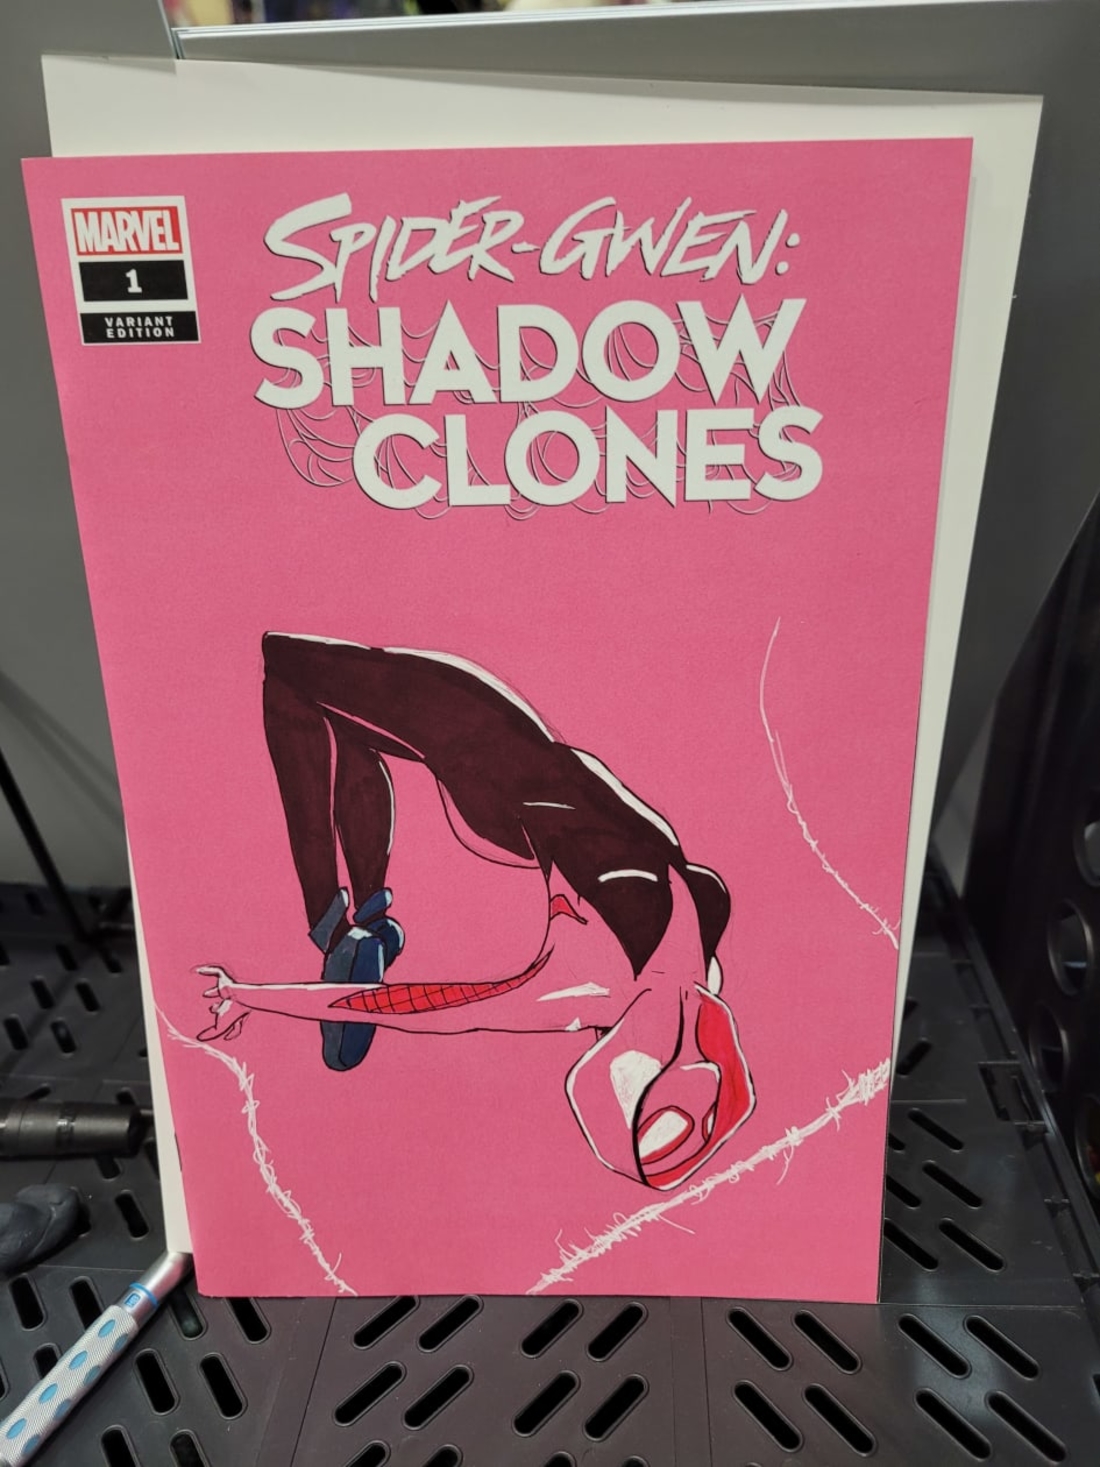 MARVEL
1
VARIANT
EDITION
SPIDER-GWEN:
SHADOW
CLONES